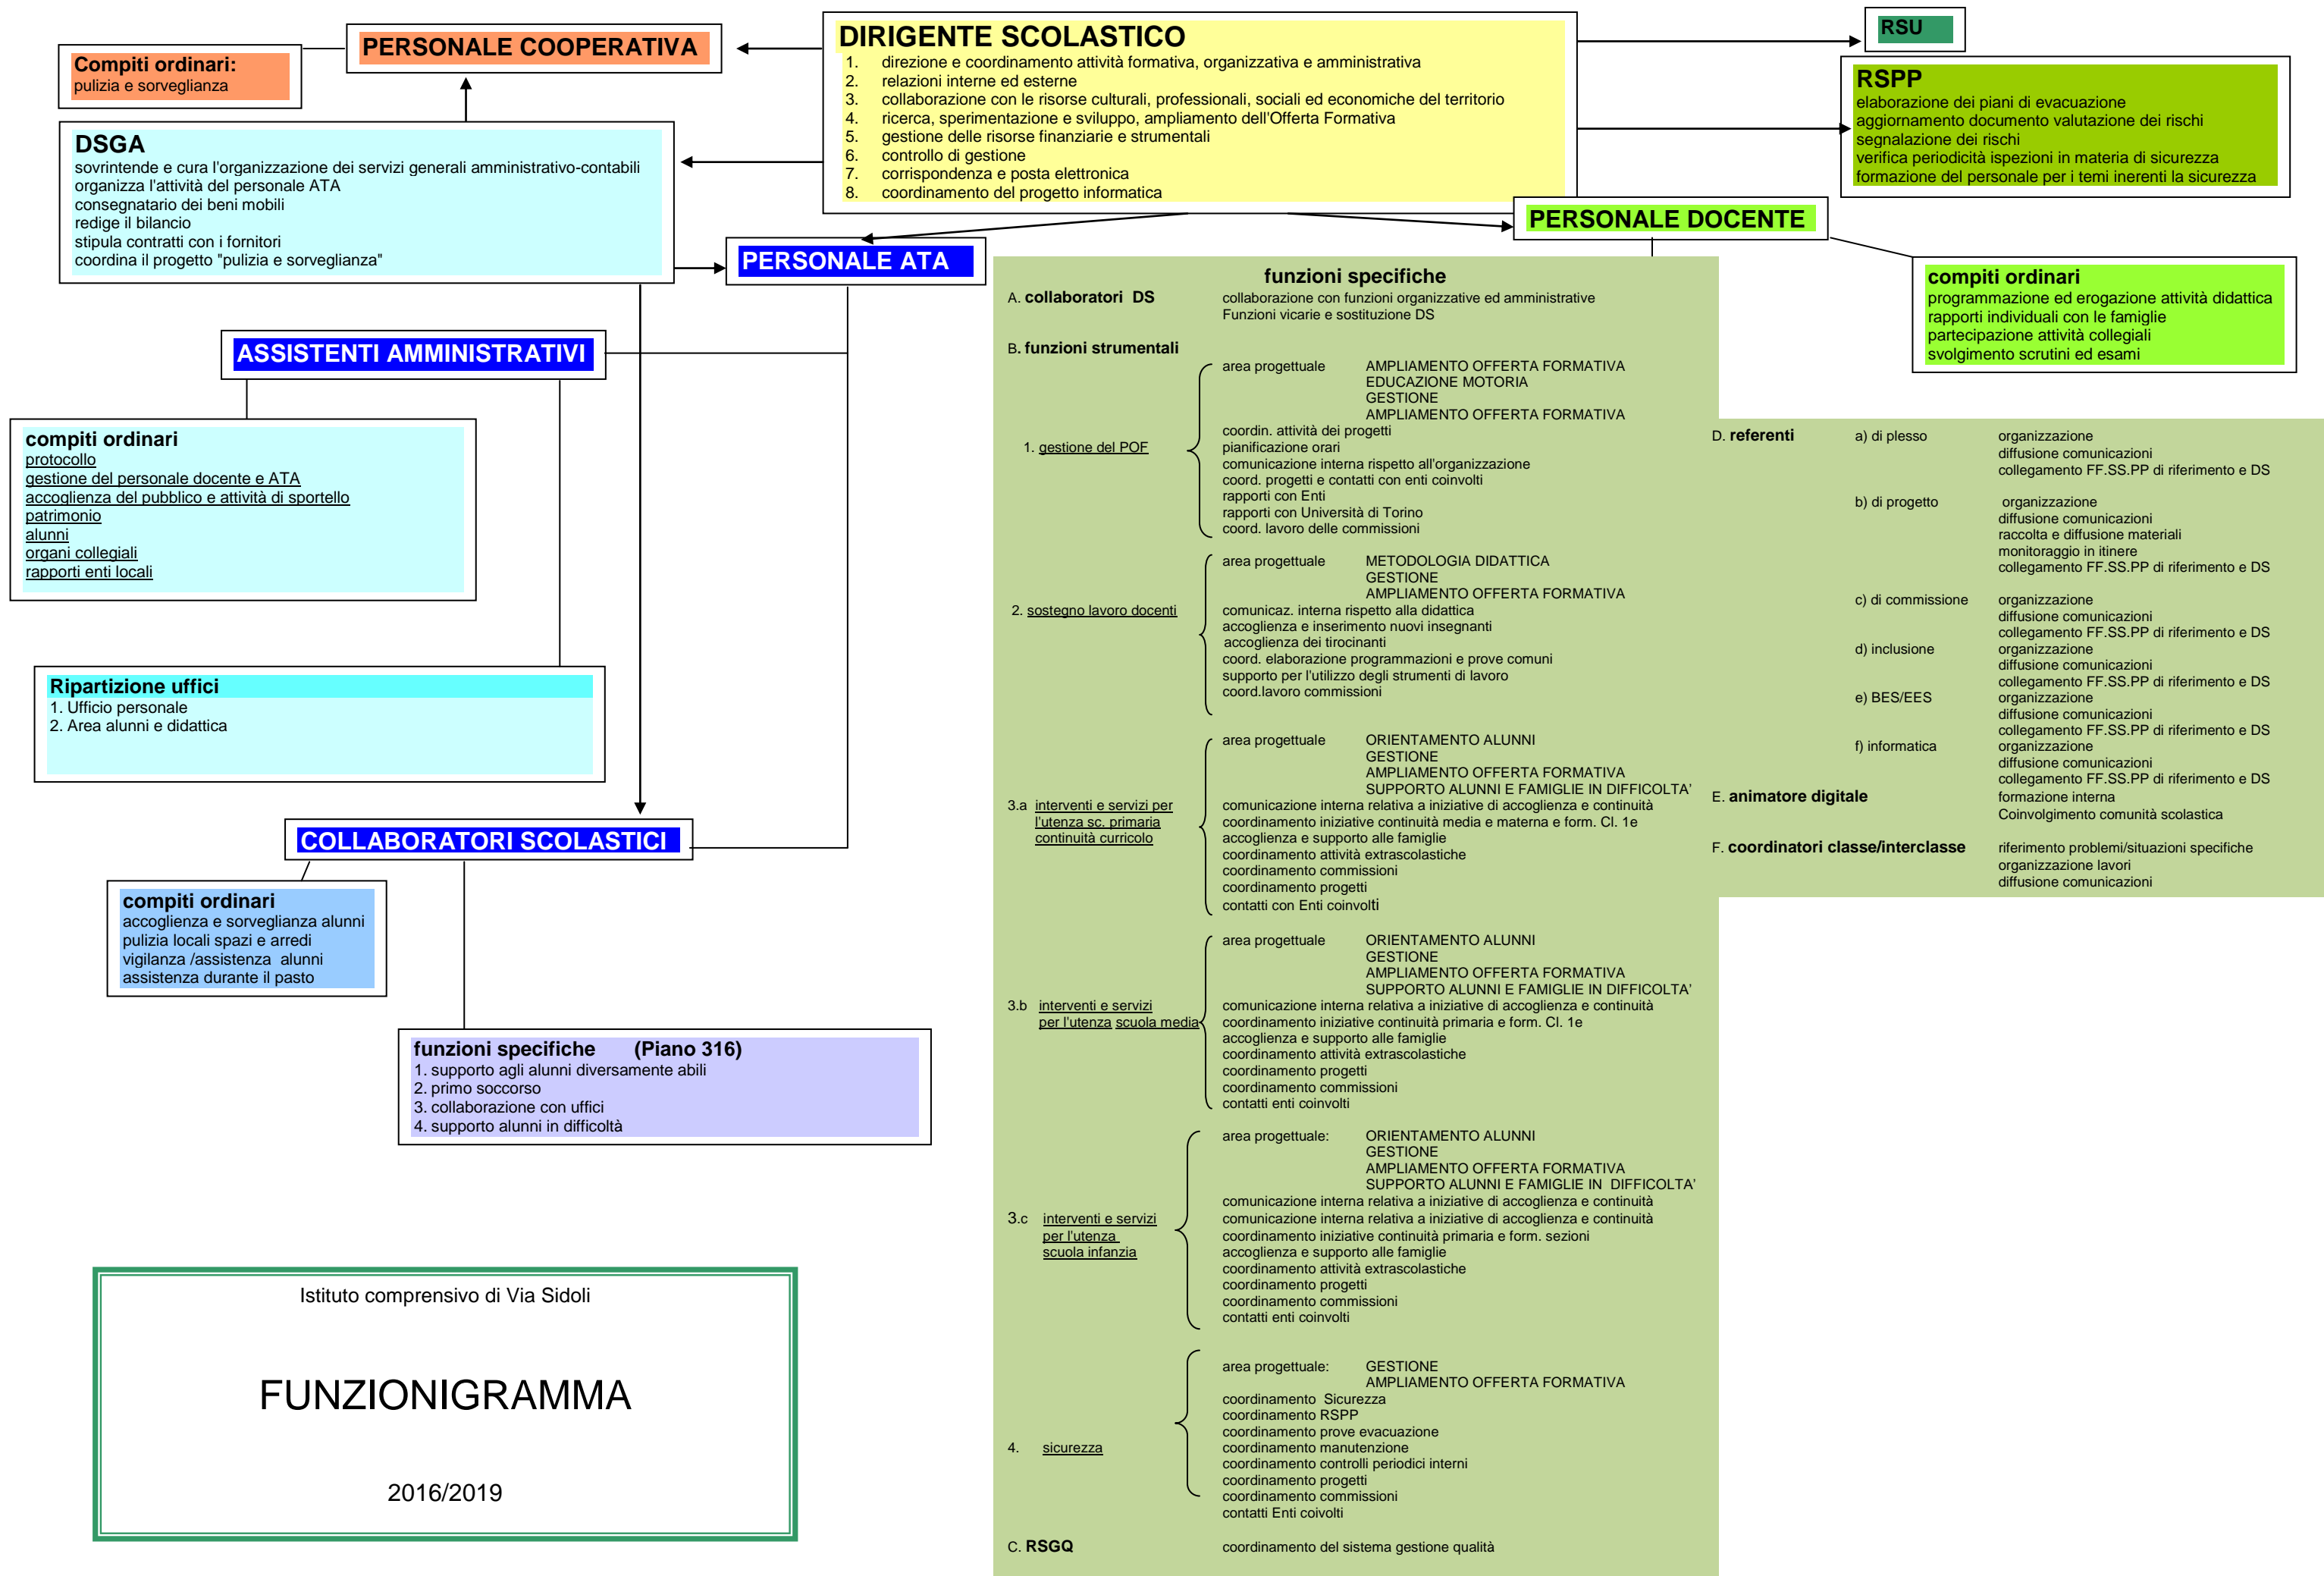 PERSONALE COOPERATIVA
Compiti ordinari:
pulizia e sorveglianza
DIRIGENTE SCOLASTICO
1. direzione e coordinamento attività formativa, organizzativa e amministrativa
2. relazioni interne ed esterne
3. collaborazione con le risorse culturali, professionali, sociali ed economiche del territorio
4. ricerca, sperimentazione e sviluppo, ampliamento dell'Offerta Formativa
5. gestione delle risorse finanziarie e strumentali
6. controllo di gestione
7. corrispondenza e posta elettronica
8. coordinamento del progetto informatica
RSU
RSPP
elaborazione dei piani di evacuazione
aggiornamento documento valutazione dei rischi
segnalazione dei rischi
verifica periodicità ispezioni in materia di sicurezza
formazione del personale per i temi inerenti la sicurezza
DSGA
sovrintende e cura l'organizzazione dei servizi generali amministrativo-contabili
organizza l'attività del personale ATA
consegnatario dei beni mobili
redige il bilancio
stipula contratti con i fornitori
coordina il progetto "pulizia e sorveglianza"
PERSONALE ATA
PERSONALE DOCENTE
compiti ordinari
programmazione ed erogazione attività didattica
rapporti individuali con le famiglie
partecipazione attività collegiali
svolgimento scrutini ed esami
ASSISTENTI AMMINISTRATIVI
compiti ordinari
protocollo
gestione del personale docente e ATA
accoglienza del pubblico e attività di sportello
patrimonio
alunni
organi collegiali
rapporti enti locali
Ripartizione uffici
1. Ufficio personale
2. Area alunni e didattica
COLLABORATORI SCOLASTICI
compiti ordinari
accoglienza e sorveglianza alunni
pulizia locali spazi e arredi
vigilanza /assistenza alunni
assistenza durante il pasto
funzioni specifiche (Piano 316)
1. supporto agli alunni diversamente abili
2. primo soccorso
3. collaborazione con uffici
4. supporto alunni in difficoltà
Istituto comprensivo di Via Sidoli
FUNZIONIGRAMMA
2016/2019
funzioni specifiche
A. collaboratori DS collaborazione con funzioni organizzative ed amministrative
Funzioni vicarie e sostituzione DS
B. funzioni strumentali
area progettuale AMPLIAMENTO OFFERTA FORMATIVA
EDUCAZIONE MOTORIA
GESTIONE
AMPLIAMENTO OFFERTA FORMATIVA
coordin. attività dei progetti
1. gestione del POF pianificazione orari
comunicazione interna rispetto all'organizzazione
coord. progetti e contatti con enti coinvolti
rapporti con Enti
rapporti con Università di Torino
coord. lavoro delle commissioni
area progettuale METODOLOGIA DIDATTICA
GESTIONE
AMPLIAMENTO OFFERTA FORMATIVA
2. sostegno lavoro docenti comunicaz. interna rispetto alla didattica
accoglienza e inserimento nuovi insegnanti
accoglienza dei tirocinanti
coord. elaborazione programmazioni e prove comuni
supporto per l'utilizzo degli strumenti di lavoro
coord.lavoro commissioni
area progettuale ORIENTAMENTO ALUNNI
GESTIONE
AMPLIAMENTO OFFERTA FORMATIVA
SUPPORTO ALUNNI E FAMIGLIE IN DIFFICOLTA'
3.a interventi e servizi per comunicazione interna relativa a iniziative di accoglienza e continuità
l'utenza sc. primaria coordinamento iniziative continuità media e materna e form. Cl. 1e
continuità curricolo accoglienza e supporto alle famiglie
coordinamento attività extrascolastiche
coordinamento commissioni
coordinamento progetti
contatti con Enti coinvolti
area progettuale ORIENTAMENTO ALUNNI
GESTIONE
AMPLIAMENTO OFFERTA FORMATIVA
SUPPORTO ALUNNI E FAMIGLIE IN DIFFICOLTA'
3.b interventi e servizi comunicazione interna relativa a iniziative di accoglienza e continuità
per l'utenza scuola media coordinamento iniziative continuità primaria e form. Cl. 1e
accoglienza e supporto alle famiglie
coordinamento attività extrascolastiche
coordinamento progetti
coordinamento commissioni
contatti enti coinvolti
area progettuale: ORIENTAMENTO ALUNNI
GESTIONE
AMPLIAMENTO OFFERTA FORMATIVA
SUPPORTO ALUNNI E FAMIGLIE IN DIFFICOLTA'
comunicazione interna relativa a iniziative di accoglienza e continuità
3.c interventi e servizi comunicazione interna relativa a iniziative di accoglienza e continuità
per l'utenza coordinamento iniziative continuità primaria e form. sezioni
scuola infanzia accoglienza e supporto alle famiglie
coordinamento attività extrascolastiche
coordinamento progetti
coordinamento commissioni
contatti enti coinvolti
area progettuale: GESTIONE
AMPLIAMENTO OFFERTA FORMATIVA
coordinamento Sicurezza
coordinamento RSPP
coordinamento prove evacuazione
4. sicurezza coordinamento manutenzione
coordinamento controlli periodici interni
coordinamento progetti
coordinamento commissioni
contatti Enti coivolti
C. RSGQ coordinamento del sistema gestione qualità
D. referenti a) di plesso organizzazione
diffusione comunicazioni
collegamento FF.SS.PP di riferimento e DS
b) di progetto organizzazione
diffusione comunicazioni
raccolta e diffusione materiali
monitoraggio in itinere
collegamento FF.SS.PP di riferimento e DS
c) di commissione organizzazione
diffusione comunicazioni
collegamento FF.SS.PP di riferimento e DS
d) inclusione organizzazione
diffusione comunicazioni
collegamento FF.SS.PP di riferimento e DS
e) BES/EES organizzazione
diffusione comunicazioni
collegamento FF.SS.PP di riferimento e DS
f) informatica organizzazione
diffusione comunicazioni
collegamento FF.SS.PP di riferimento e DS
E. animatore digitale formazione interna
Coinvolgimento comunità scolastica
F. coordinatori classe/interclasse riferimento problemi/situazioni specifiche
organizzazione lavori
diffusione comunicazioni